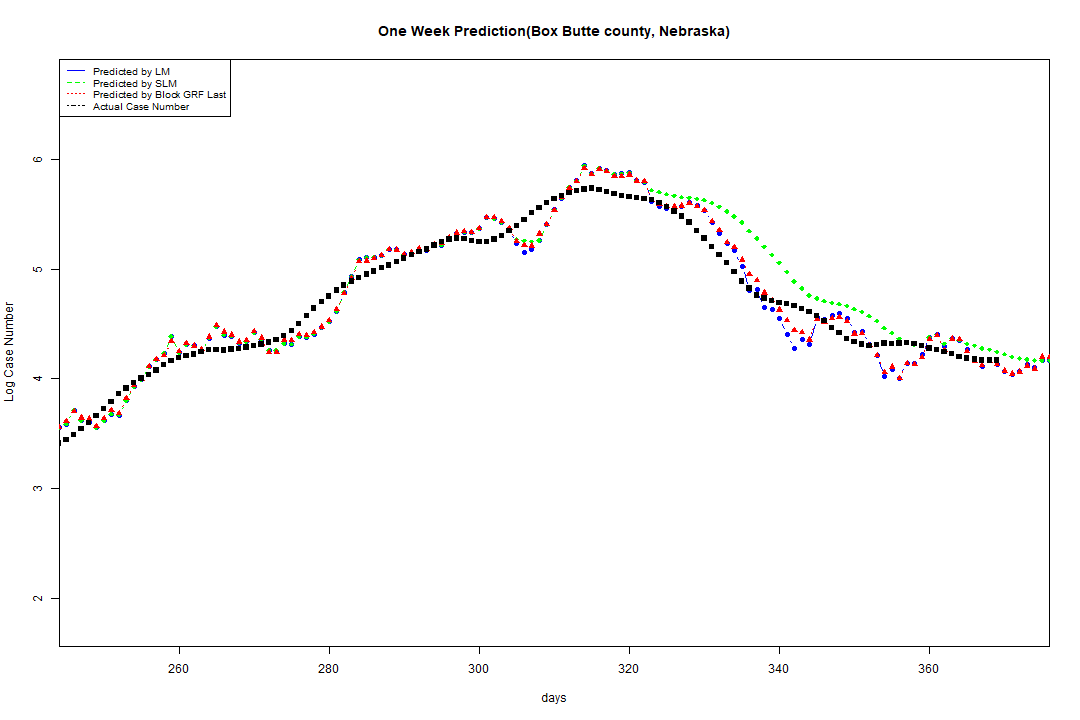 One Week Prediction(Box Butte county, Nebraska)
Predicted by LM
Predicted by SLM
Predicted by Block GRF Last
Actual Case Number
6
5
4
3
2
Log Case Number
260 280 300 320 340 360
days